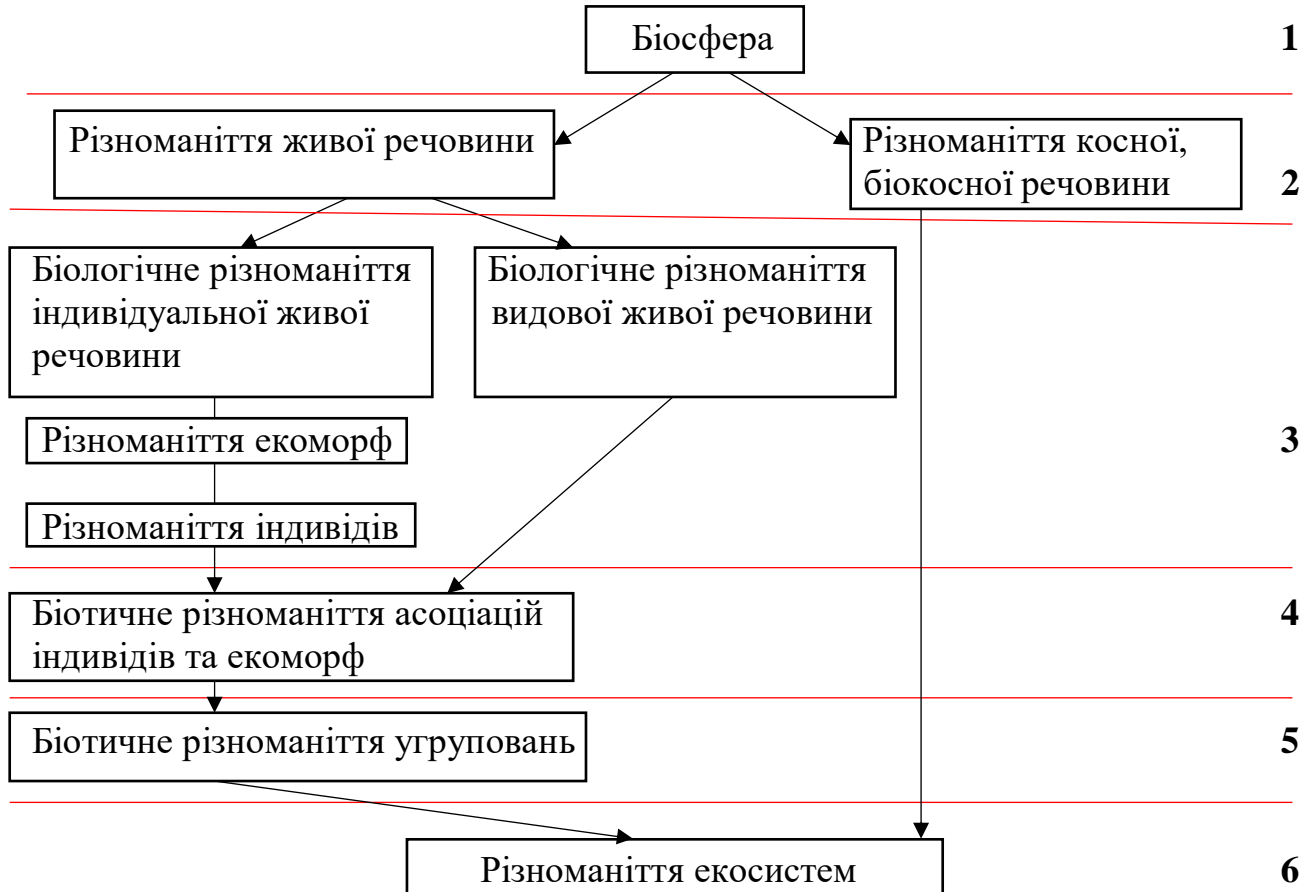 Біосфера
1
Різноманіття живої речовини
Різноманіття косної,
біокосної речовини
2
Біологічне різноманіття
індивідуальної живої
речовини
Біологічне різноманіття
видової живої речовини
Різноманіття екоморф
3
Різноманіття індивідів
Біотичне різноманіття асоціацій
індивідів та екоморф
4
Біотичне різноманіття угруповань
5
Різноманіття екосистем
6